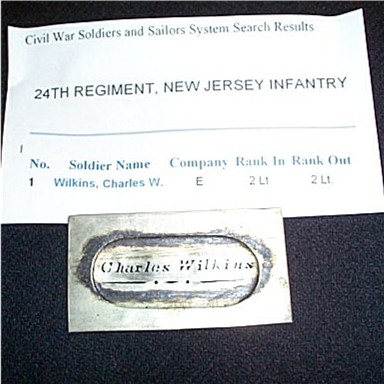 Civil War Soldiers and Sailors System Search Results
24TH REGIMENT, NEW JERSEY INFANTRY
No. Soldier Name Company Rank In Rank Out
1 Wilkins, Charles W. E 2 Lt 2 Lt.
Charles Wilkins